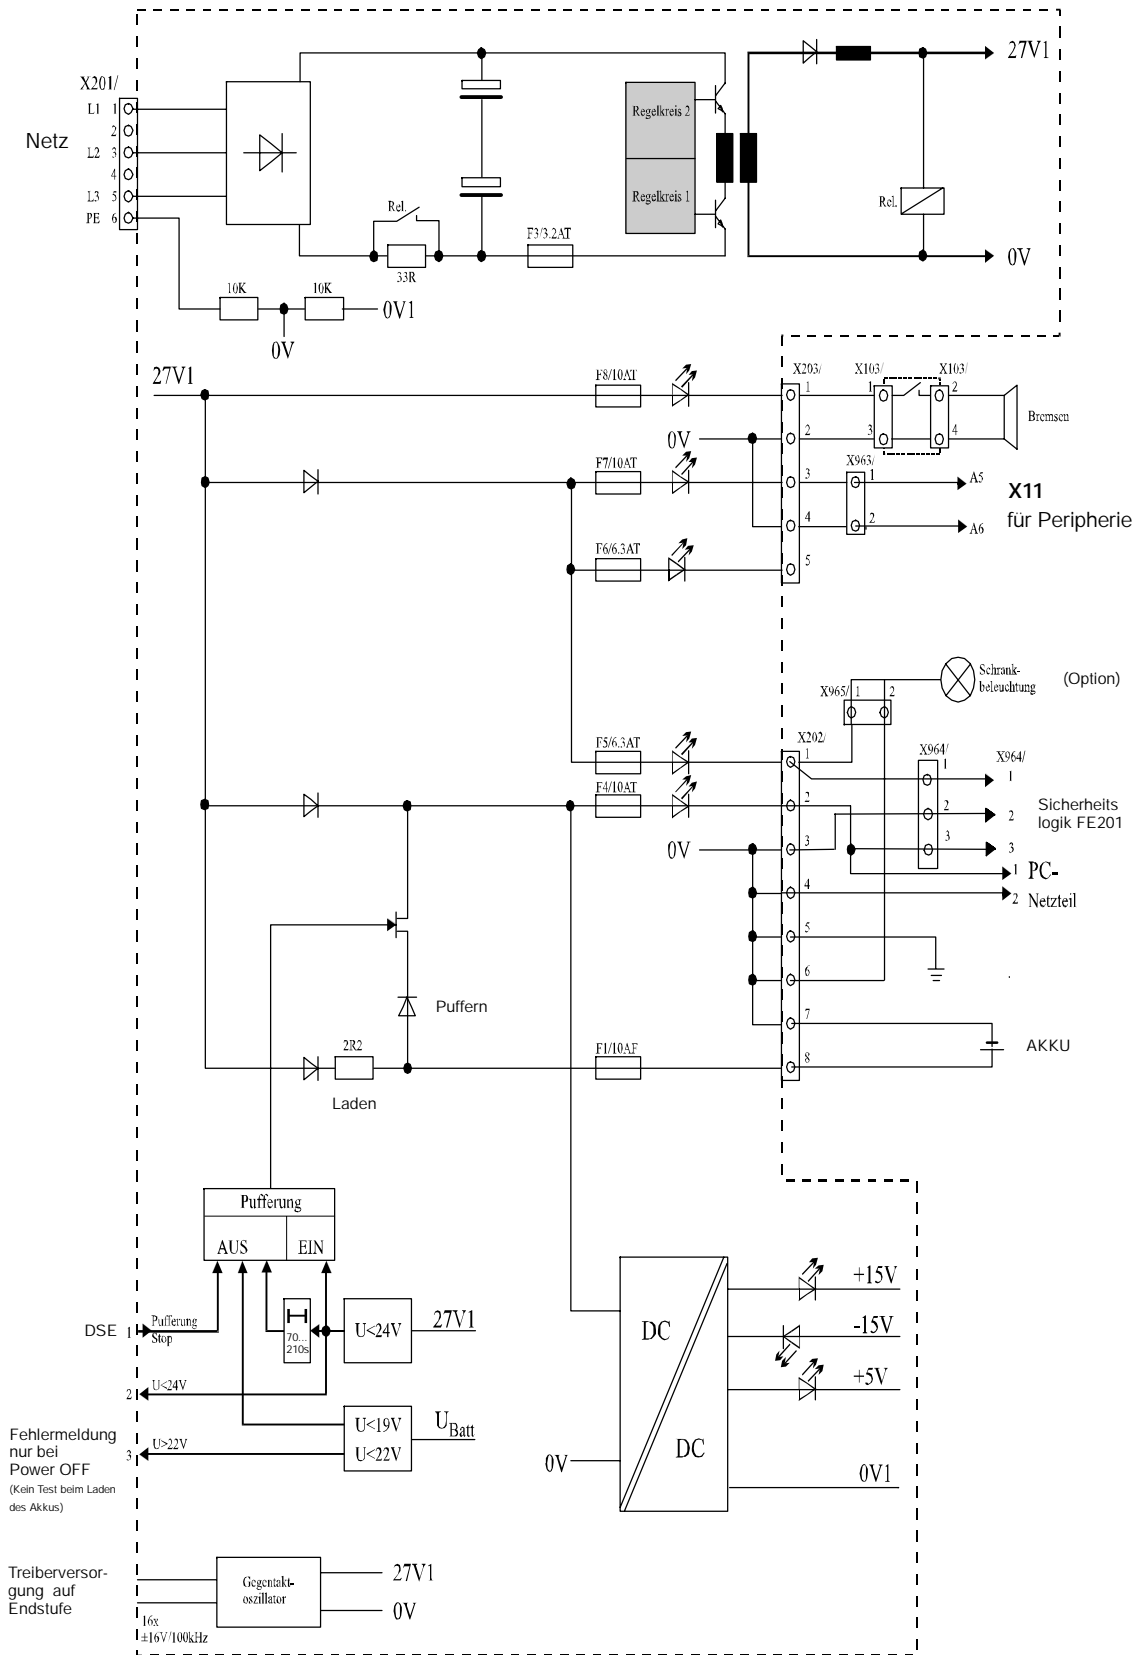 X201/
Netz
L1 1
2
L2 3
4
L3 5
PE 6
Regelkreis 2
Regelkreis 1
27V1
Rel.
0V
Rel.
33R
F3/3.2AT
10K
10K
0V1
0V
27V1
F8/10AT
X203/
1
X103/
1
X103/
2
Bremsen
0V
2
3
4
F7/10AT
3
X963/
1
A5
X11
für Peripherie
4
2
A6
F6/6.3AT
5
Schrank-
beleuchtung
(Option)
X965/ 1 2
X202/
F5/6.3AT
1
X964/
1
X964/
1
F4/10AT
2
2
2
Sicherheits
logik FE201
0V
3
3
3
1 PC-
4
2 Netzteil
5
6
.
Puffern
7
2R2
F1/10AF
8
AKKU
Laden
Pufferung
AUS EIN
DSE 1
Pufferung
Stop
70...
210s
U<24V
27V1
2
U<24V
U<19V
U<22V
UBatt
Fehlermeldung
nur bei
Power OFF
(Kein Test beim Laden
des Akkus)
3
U>22V
DC
DC
+15V
-15V
+5V
0V
0V1
Treiberversor-
gung auf
Endstufe
Gegentakt-
oszillator
27V1
0V
16x
±16V/100kHz